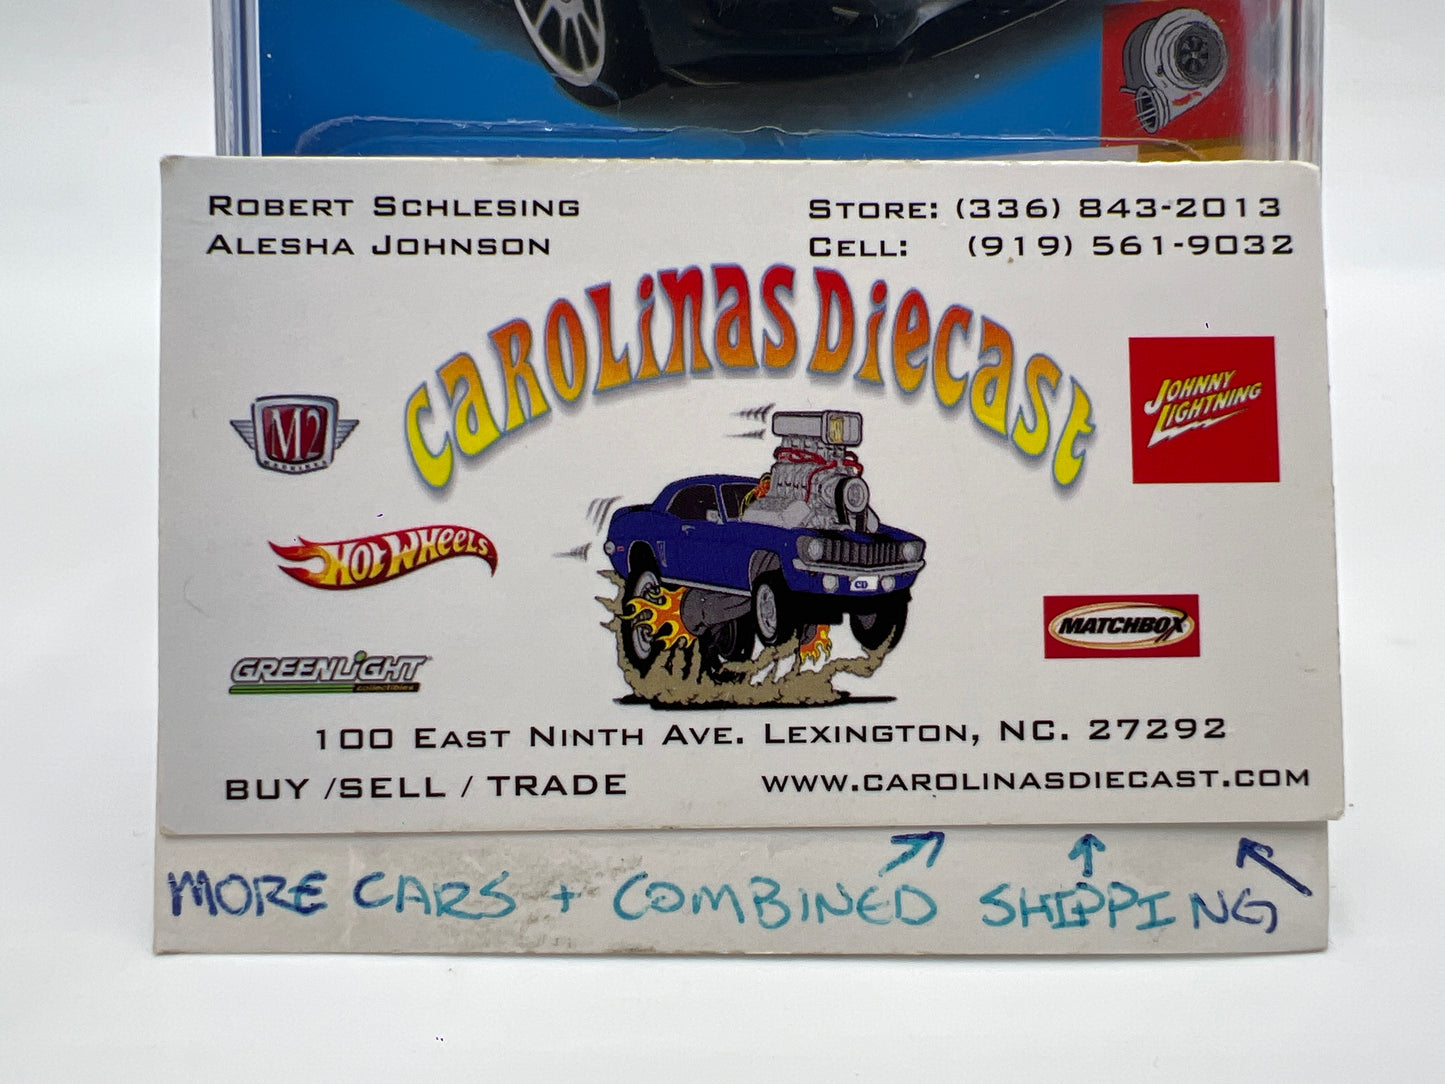 ROBERT SCHLESING
ALESHA JOHNSON
STORE: (336) 843-2013
CELL: (919) 561-9032
CAROLINAS DIECAST
M2
MACHINES
JOHNNY
LIGHTNING
HOT WHEELS
MATCHBOX
GREENLIGHT
collectibles
100 EAST NINTH AVE. LEXINGTON, NC. 27292
BUY /SELL / TRADE
WWW.CAROLINASDIECAST.COM
MORE CARS + COMBINED SHIPPING